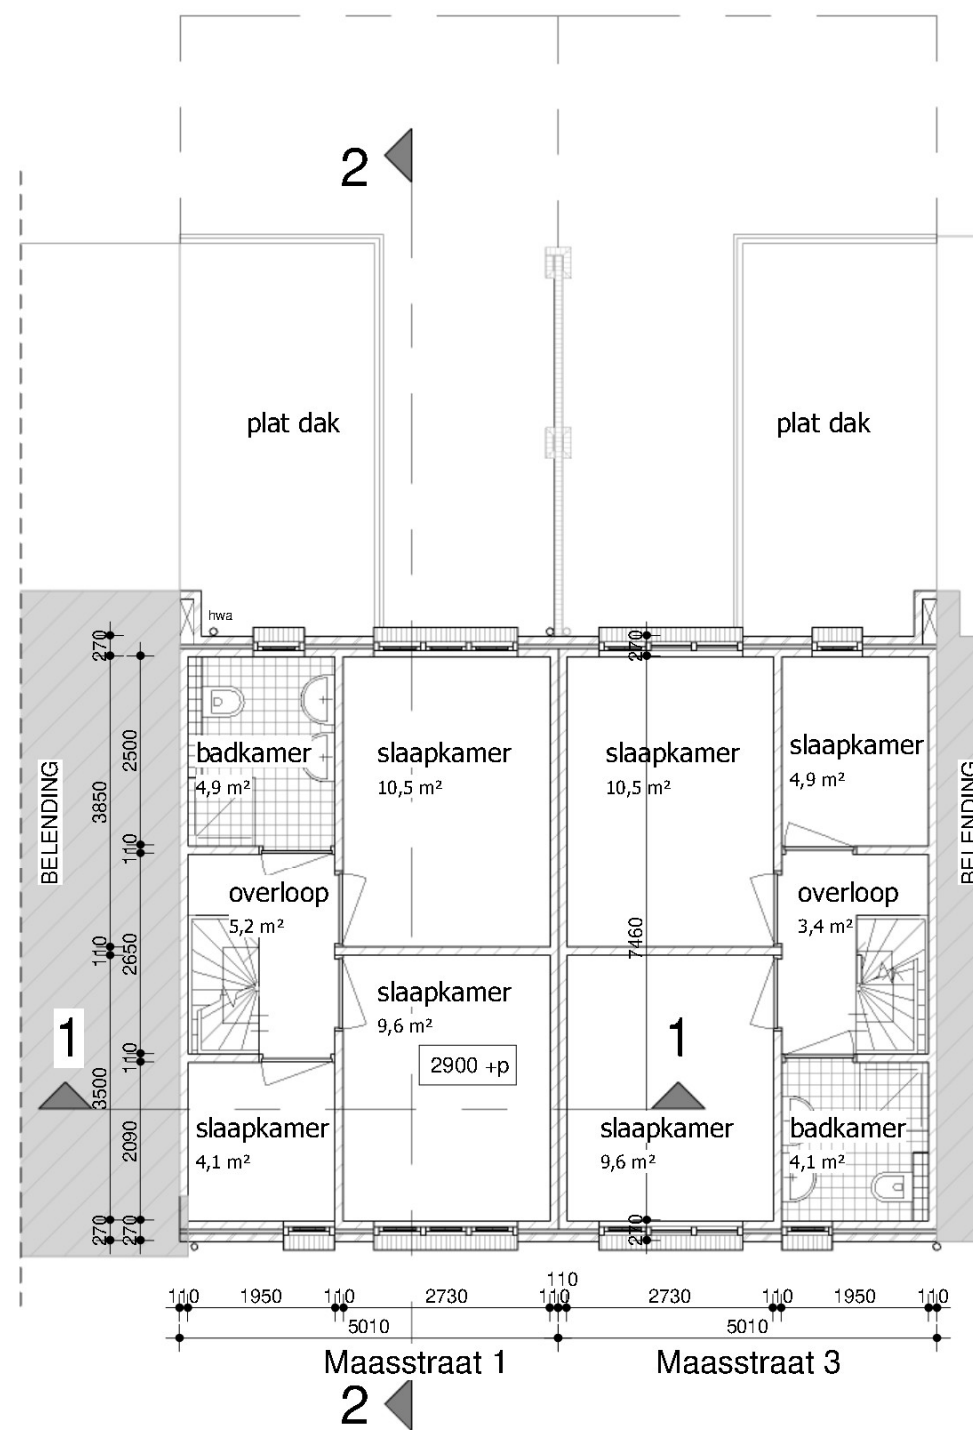 2
plat dak
plat dak
hwa
270
270
BELENDING
BELENDING
2500
3850
badkamer
4,9 m²
slaapkamer
10,5 m²
slaapkamer
10,5 m²
slaapkamer
4,9 m²
110
overloop
5,2 m²
overloop
3,4 m²
110
2650
7460
slaapkamer
9,6 m²
1
1
2900 +p
110
3500
2090
slaapkamer
4,1 m²
slaapkamer
9,6 m²
badkamer
4,1 m²
270
270
270
110
110
1950
110
2730
110
2730
110
1950
110
5010
5010
Maasstraat 1
Maasstraat 3
2